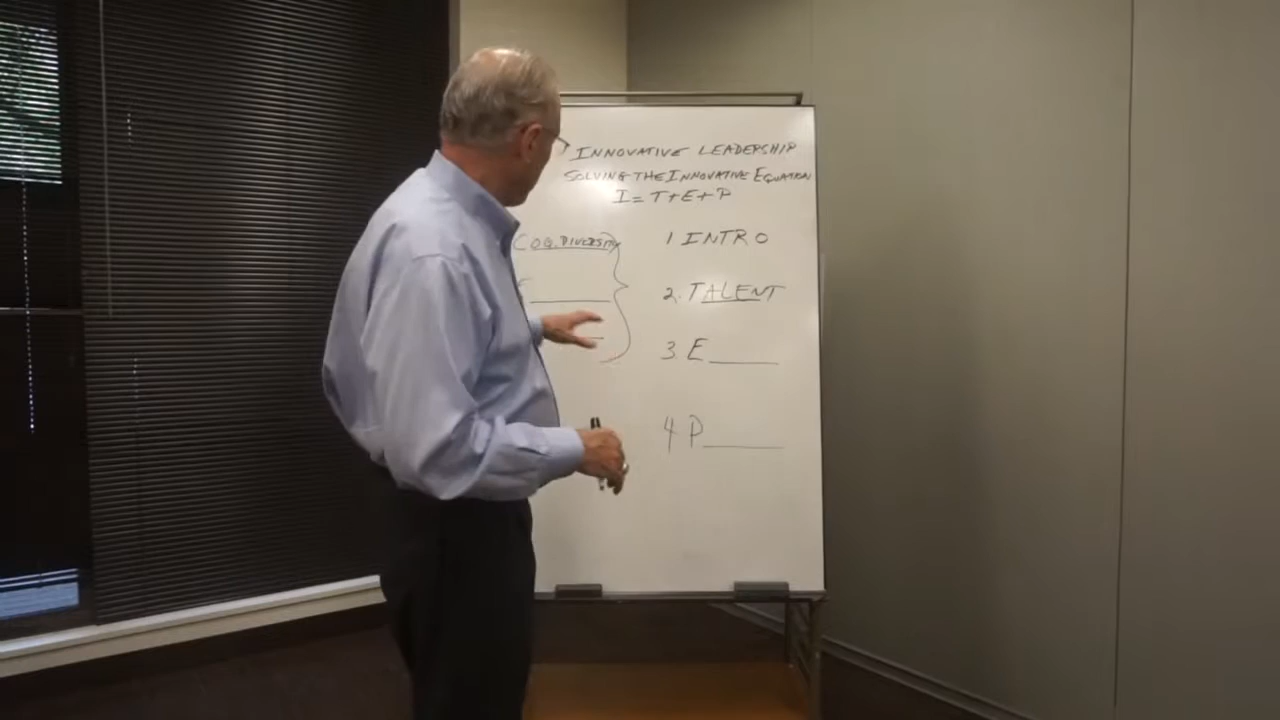 INNOVATIVE LEADERSHIP
SOLVING THE INNOVATIVE EQUATION
I = T+E+P
COG. DIVERSITY
E
1 INTRO
2. TALENT
3. E
4 P